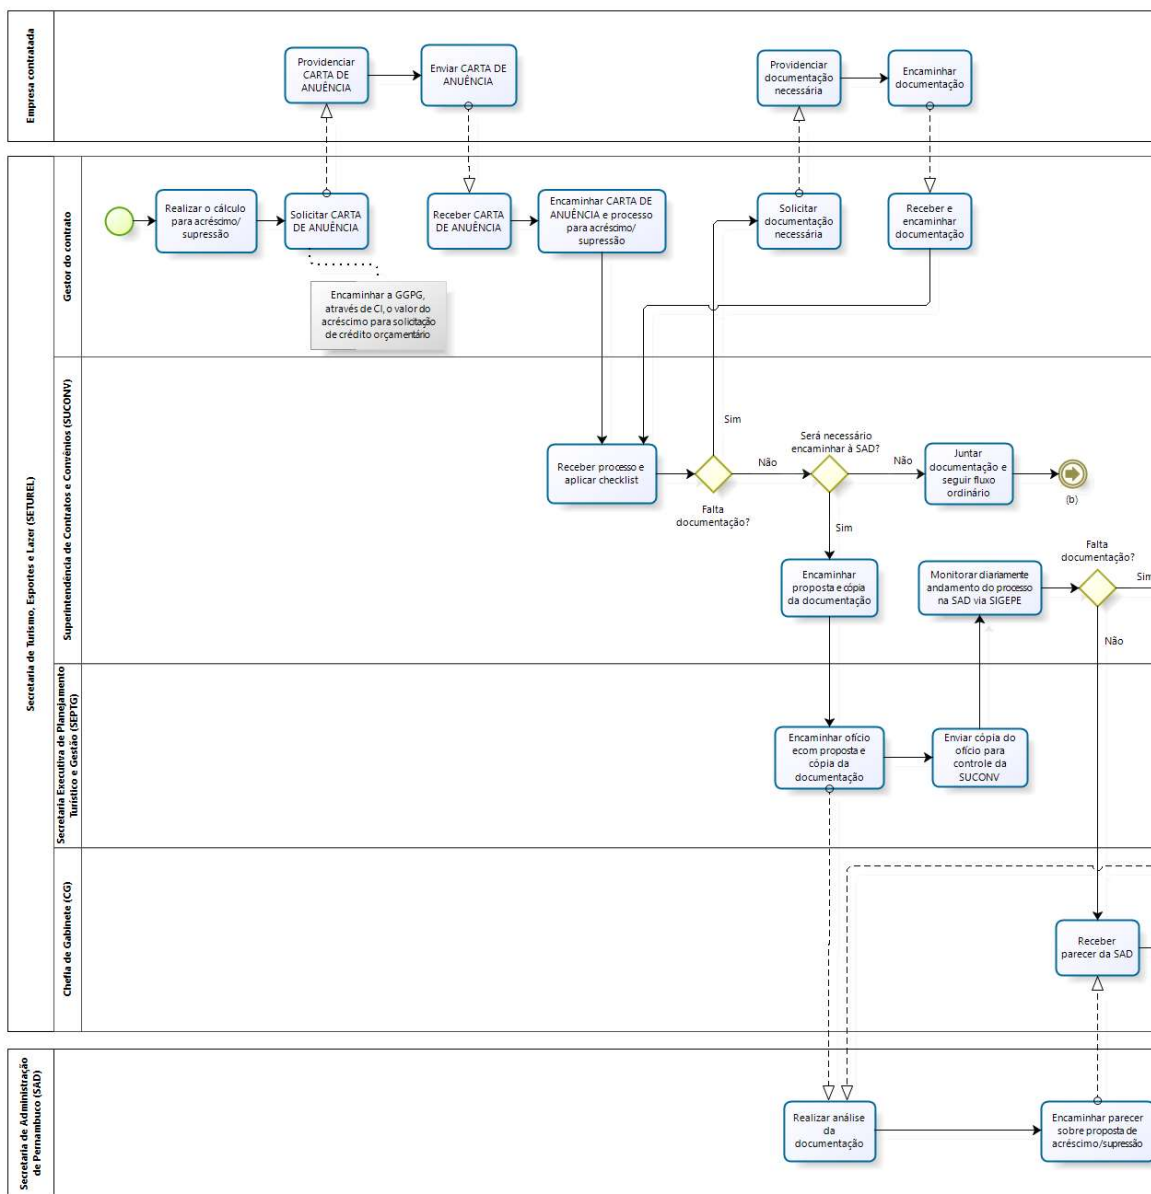 Empresa contratada
Providenciar
CARTA DE
ANUÊNCIA
Enviar CARTA DE
ANUÊNCIA
Providenciar
documentação
necessária
Encaminhar
documentação
Secretaria de Turismo, Esportes e Lazer (SETUREL)
Gestor do contrato
Realizar o cálculo
para acréscimo/
supressão
Solicitar CARTA
DE ANUÊNCIA
Receber CARTA
DE ANUÊNCIA
Encaminhar CARTA DE
ANUÊNCIA e processo
para acréscimo/
supressão
Solicitar
documentação
necessária
Receber e
encaminhar
documentação
Encaminhar a GGPG,
através de CI, o valor do
acréscimo para solicitação
de crédito orçamentário
Superintendência de Contratos e Convênios (SUCONV)
Receber processo e
aplicar checklist
Sim
Falta
documentação?
Não
Será necessário
encaminhar à SAD?
Não
Juntar
documentação e
seguir fluxo
ordinário
(b)
Sim
Encaminhar
proposta e cópia
da documentação
Monitorar diariamente
andamento do processo
na SAD via SIGEPE
Falta
documentação?
Sim
Não
Secretaria Executiva de Planejamento
Turístico e Gestão (SEPTG)
Encaminhar ofício
ecom proposta e
cópia da
documentação
Enviar cópia do
ofício para
controle da
SUCONV
Chefia de Gabinete (CG)
Receber
parecer da SAD
Secretaria de Administração
de Pernambuco (SAD)
Realizar análise
da
documentação
Encaminhar parecer
sobre proposta de
acréscimo/supressão